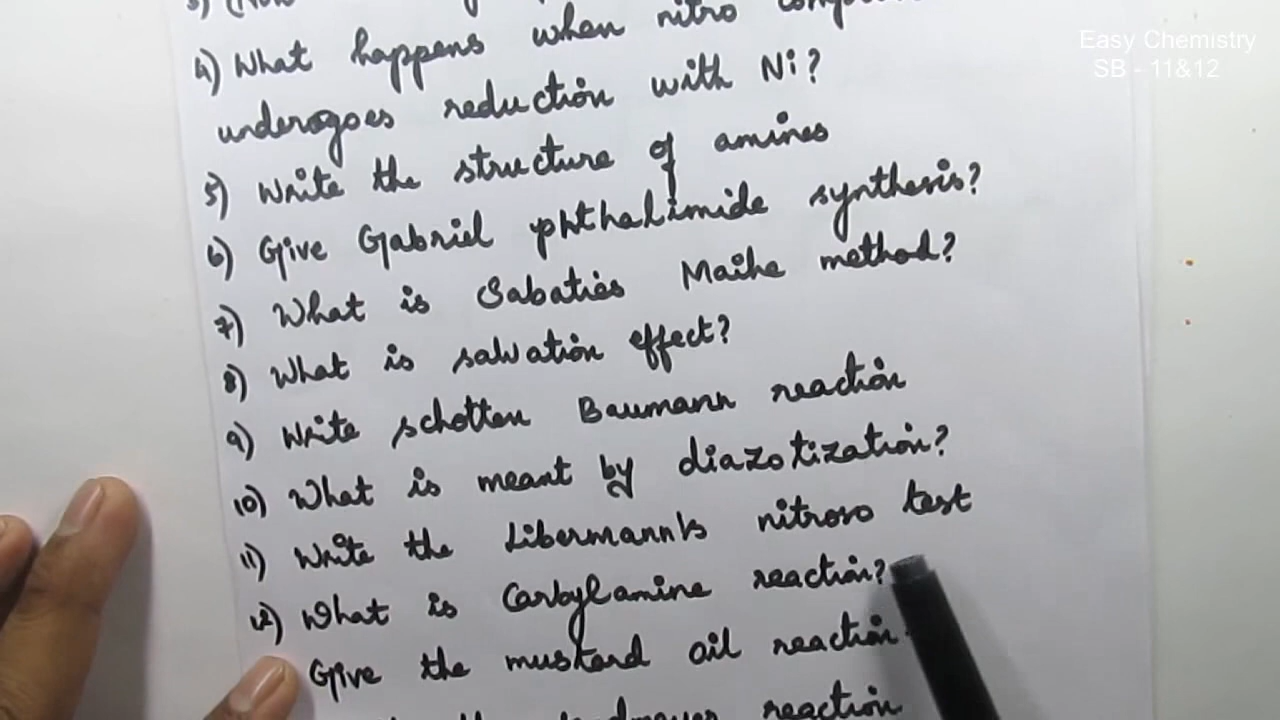 Easy Chemistry
SB - 11&12
4) What happens when nitro
undergoes reduction with Ni?
5) Write the structure of amines
6) Give Gabriel phthalimide synthesis?
7) What is Sabaties Maihe method?
8) What is salvation effect?
9) Write schotten Baumann reaction
10) What is meant by diazotization?
11) Write the Libermann's nitroso test
12) What is Carbylamine reaction?
Give the mustard oil reaction.
reaction